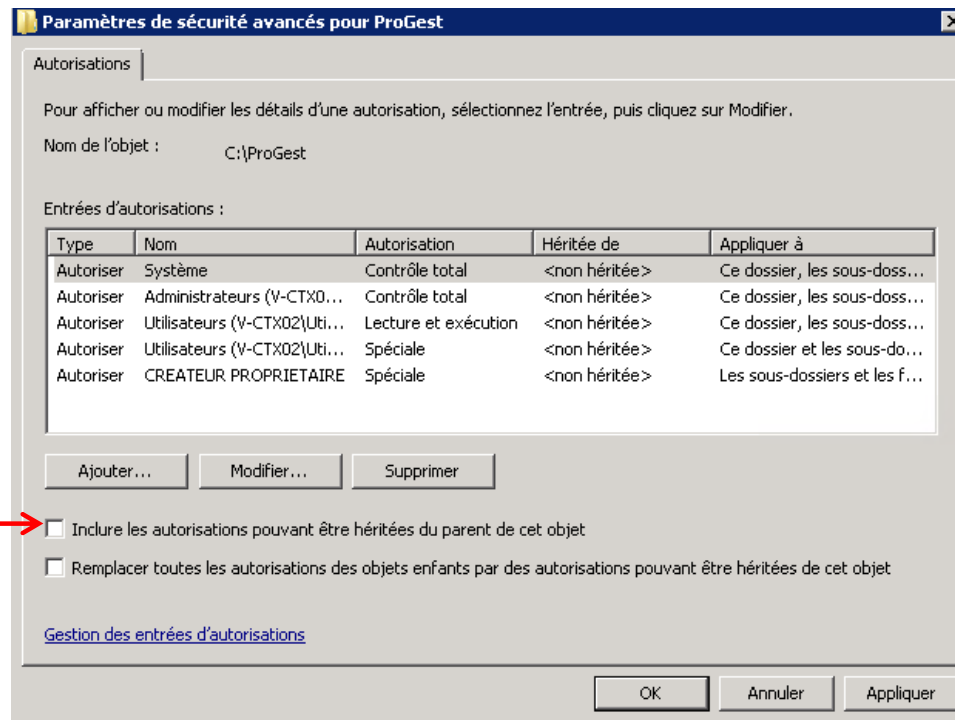 Paramètres de sécurité avancés pour ProGest
Autorisations
Pour afficher ou modifier les détails d'une autorisation, sélectionnez l'entrée, puis cliquez sur Modifier.
Nom de l'objet : C:\ProGest
Entrées d'autorisations :
Type Nom Autorisation Héritée de Appliquer à
Autoriser Système Contrôle total <non héritée> Ce dossier, les sous-doss...
Autoriser Administrateurs (V-CTX0... Contrôle total <non héritée> Ce dossier, les sous-doss...
Autoriser Utilisateurs (V-CTX02\Uti... Lecture et exécution <non héritée> Ce dossier, les sous-doss...
Autoriser Utilisateurs (V-CTX02\Uti... Spéciale <non héritée> Ce dossier et les sous-do...
Autoriser CREATEUR PROPRIETAIRE Spéciale <non héritée> Les sous-dossiers et les f...
Ajouter... Modifier... Supprimer
Inclure les autorisations pouvant être héritées du parent de cet objet
Remplacer toutes les autorisations des objets enfants par des autorisations pouvant être héritées de cet objet
Gestion des entrées d'autorisations
OK Annuler Appliquer